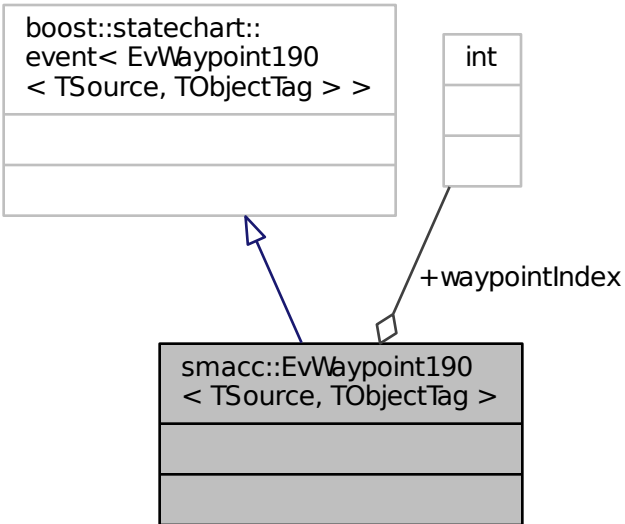 boost::statechart::
event< EvWaypoint190
< TSource, TObjectTag > >
int
+waypointIndex
smacc::EvWaypoint190
< TSource, TObjectTag >